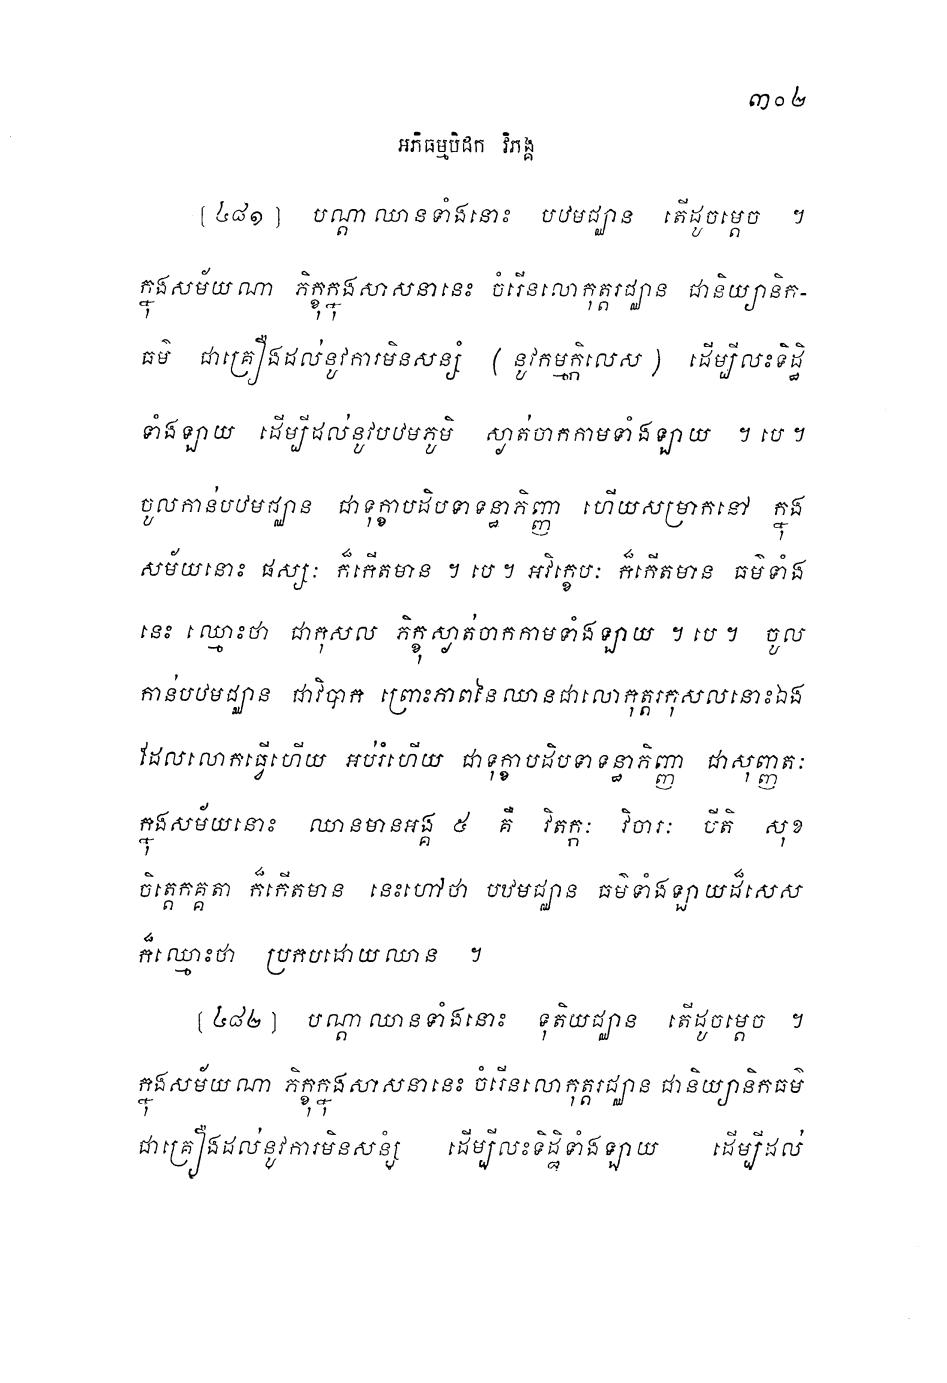 ៣០២
អភិធម្មបិដក វិភង្គ
[៤៨១] បណ្តាឈានទាំងនោះ បឋមជ្ឈាន តើដូចម្តេច ។
ក្នុងសម័យណា ភិក្ខុក្នុងសាសនានេះ ចំរើនលោកុត្តរជ្ឈាន ជានិយ្យានិក-
ធម៌ ជាគ្រឿងដល់នូវការមិនសន្សំ (នូវកម្មក្តិលេស) ដើម្បីលះទិដ្ឋិ
ទាំងឡាយ ដើម្បីដល់នូវបឋមភូមិ ស្ងាត់ចាកកាមទាំងឡាយ ។ បេ ។
ចូលកាន់បឋមជ្ឈាន ជាទុក្ខាបដិបទាទន្ធាភិញ្ញា ហើយសម្រាកនៅ ក្នុង
សម័យនោះ ផស្សៈ ក៏កើតមាន ។ បេ ។ អវិក្ខេបៈ ក៏កើតមាន ធម៌ទាំង
នេះ ឈ្មោះថា ជាកុសល ភិក្ខុស្ងាត់ចាកកាមទាំងឡាយ ។ បេ ។ ចូល
កាន់បឋមជ្ឈាន ជាវិបាក ព្រោះភាពនៃឈានជាលោកុត្តរកុសលនោះឯង
ដែលលោកធ្វើហើយ អប់រំហើយ ជាទុក្ខាបដិបទាទន្ធាភិញ្ញា ជាសុញ្ញតៈ
ក្នុងសម័យនោះ ឈានមានអង្គ ៥ គឺ វិតក្កៈ វិចារៈ បីតិ សុខ
ចិត្តេកគ្គតា ក៏កើតមាន នេះហៅថា បឋមជ្ឈាន ធម៌ទាំងឡាយដ៏សេស
ក៏ឈ្មោះថា ប្រកបដោយឈាន ។
[៤៨២] បណ្តាឈានទាំងនោះ ទុតិយជ្ឈាន តើដូចម្តេច ។
ក្នុងសម័យណា ភិក្ខុក្នុងសាសនានេះ ចំរើនលោកុត្តរជ្ឈាន ជានិយ្យានិកធម៌
ជាគ្រឿងដល់នូវការមិនសន្សំ ដើម្បីលះទិដ្ឋិទាំងឡាយ ដើម្បីដល់